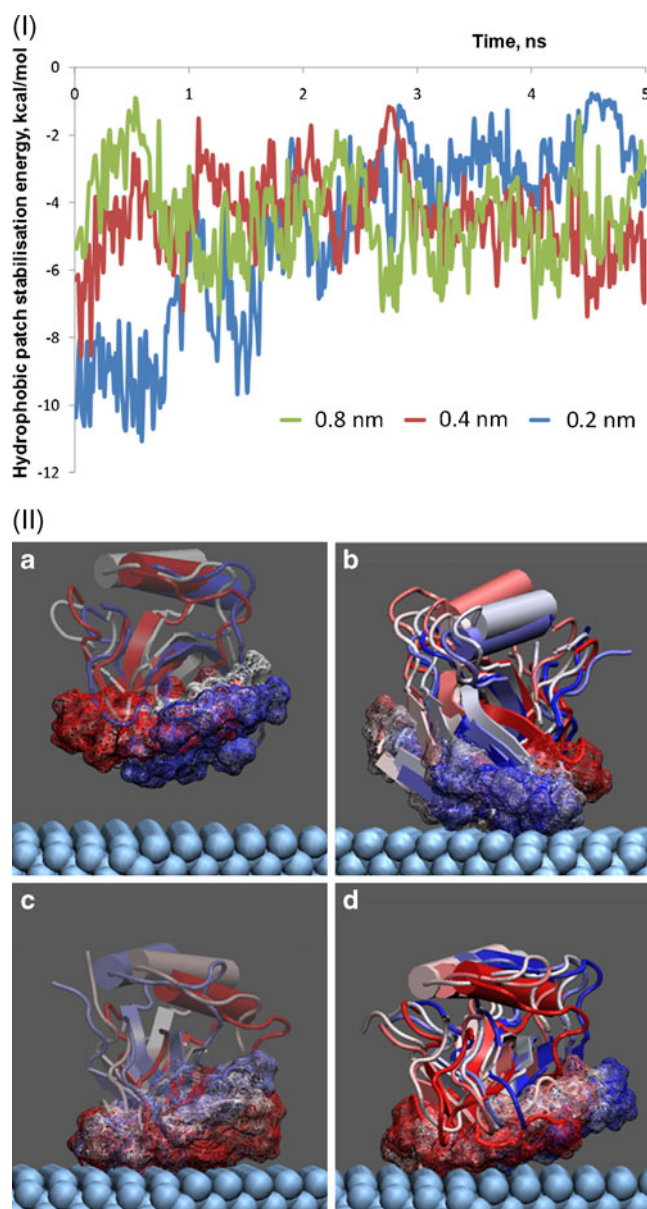 (I)
Time, ns
0
1
2
3
4
5
0
-2
-4
-6
-8
-10
-12
Hydrophobic patch stabilisation energy, kcal/mol
0.8 nm
0.4 nm
0.2 nm
(II)
a
b
c
d